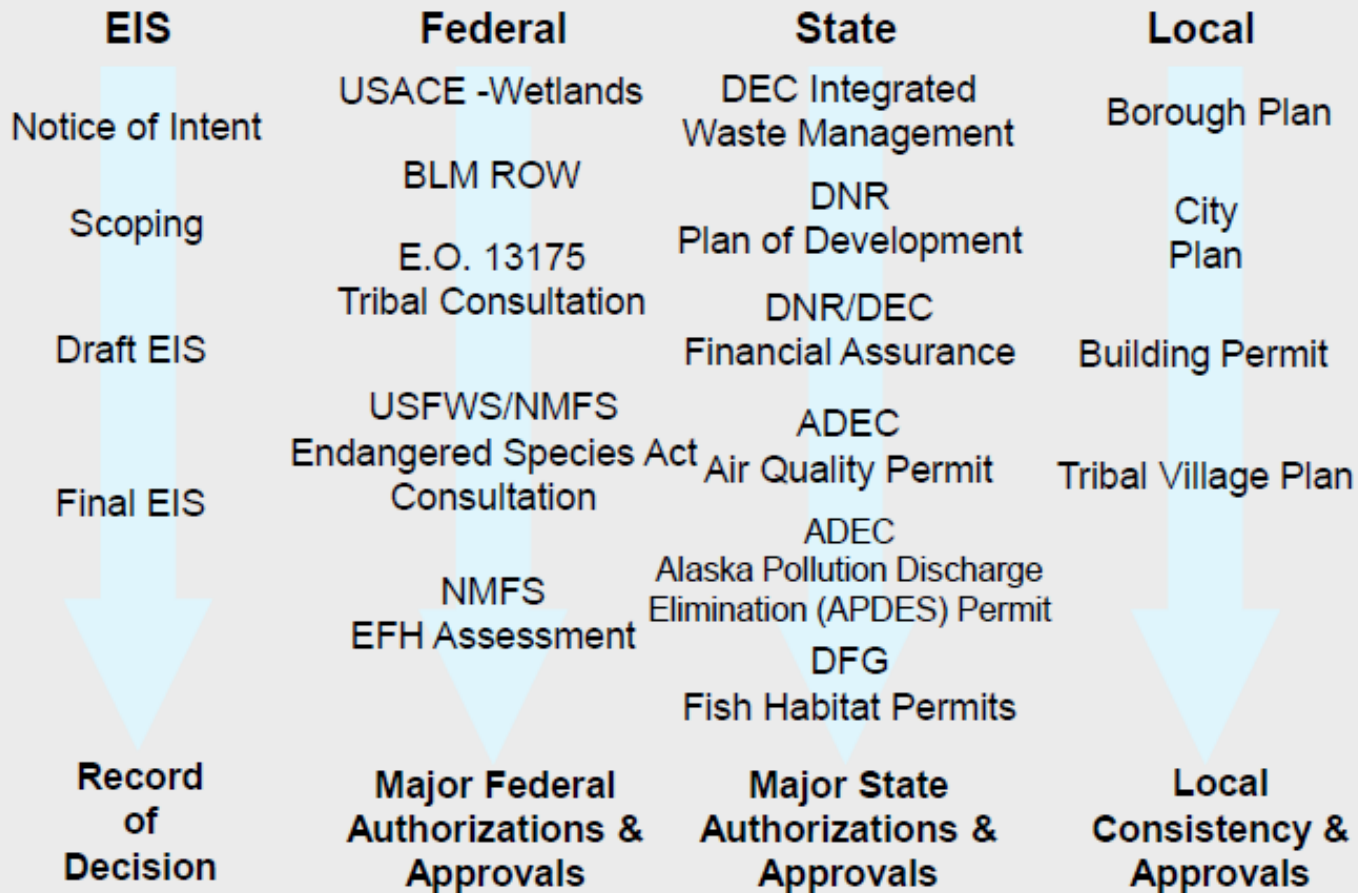 EIS
Notice of Intent
Scoping
Draft EIS
Final EIS
Record
of
Decision
Federal
USACE -Wetlands
BLM ROW
E.O. 13175
Tribal Consultation
USFWS/NMFS
Endangered Species Act
Consultation
NMFS
EFH Assessment
Major Federal
Authorizations &
Approvals
State
DEC Integrated
Waste Management
DNR
Plan of Development
DNR/DEC
Financial Assurance
ADEC
Air Quality Permit
ADEC
Alaska Pollution Discharge
Elimination (APDES) Permit
DFG
Fish Habitat Permits
Major State
Authorizations &
Approvals
Local
Borough Plan
City
Plan
Building Permit
Tribal Village Plan
Local
Consistency &
Approvals